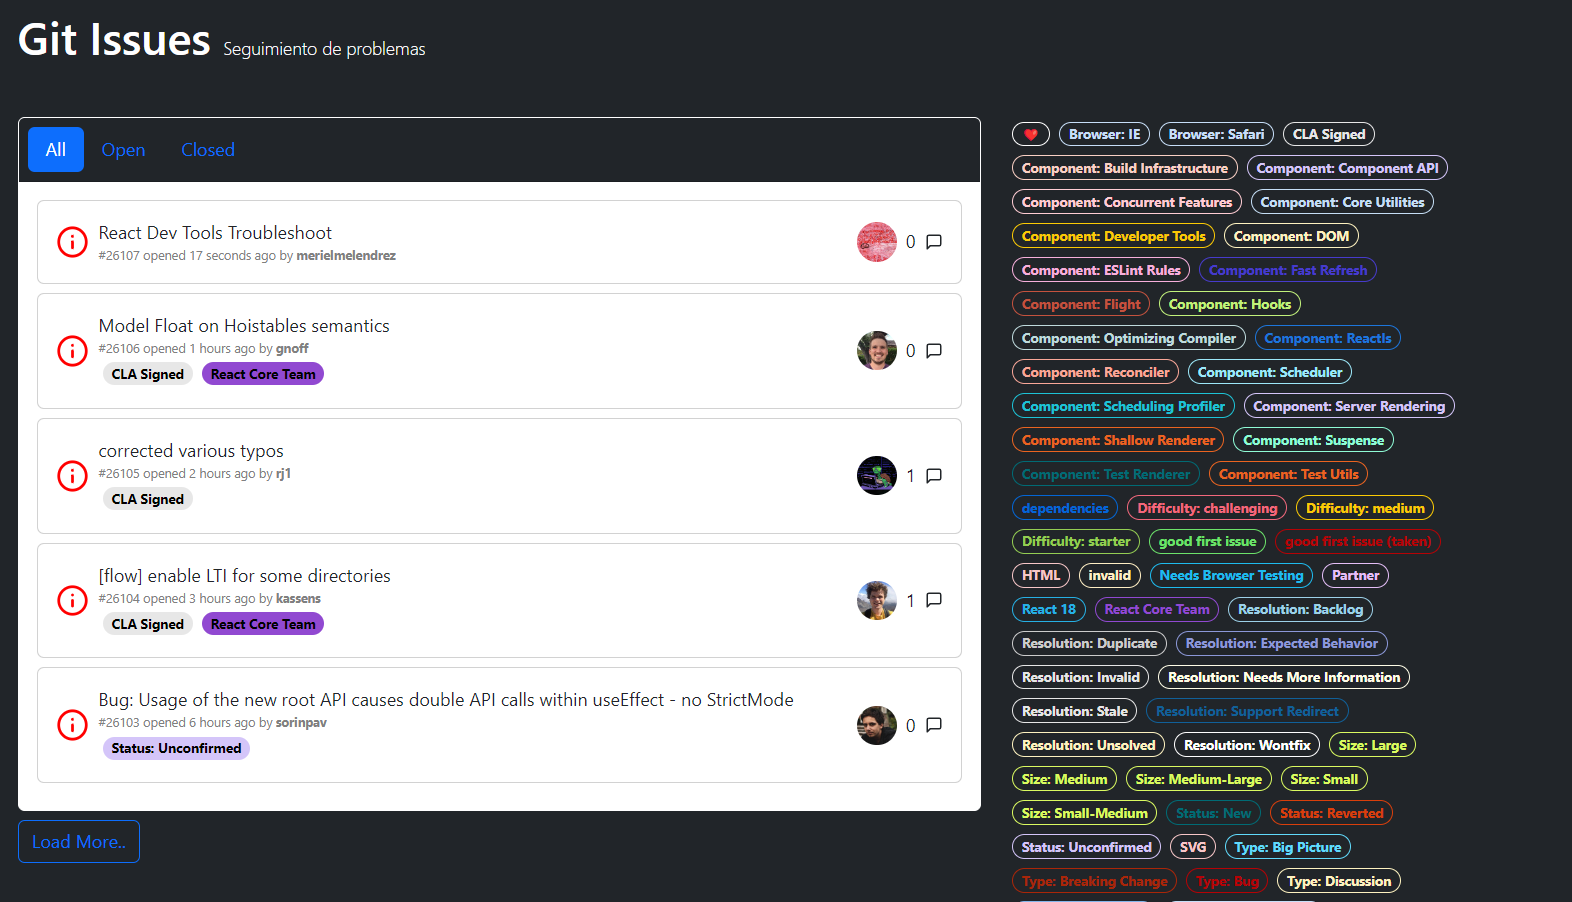 Git Issues Seguimiento de problemas
All Open Closed
React Dev Tools Troubleshoot
#26107 opened 17 seconds ago by merielmelendrez
0
Model Float on Hoistables semantics
#26106 opened 1 hours ago by gnoff
CLA Signed React Core Team
0
corrected various typos
#26105 opened 2 hours ago by rj1
CLA Signed
1
[flow] enable LTI for some directories
#26104 opened 3 hours ago by kassens
CLA Signed React Core Team
1
Bug: Usage of the new root API causes double API calls within useEffect - no StrictMode
#26103 opened 6 hours ago by sorinpav
Status: Unconfirmed
0
Load More..
Browser: IE Browser: Safari CLA Signed
Component: Build Infrastructure Component: Component API
Component: Concurrent Features Component: Core Utilities
Component: Developer Tools Component: DOM
Component: ESLint Rules Component: Fast Refresh
Component: Flight Component: Hooks
Component: Optimizing Compiler Component: ReactIs
Component: Reconciler Component: Scheduler
Component: Scheduling Profiler Component: Server Rendering
Component: Shallow Renderer Component: Suspense
Component: Test Renderer Component: Test Utils
dependencies Difficulty: challenging Difficulty: medium
Difficulty: starter good first issue good first issue (taken)
HTML invalid Needs Browser Testing Partner
React 18 React Core Team Resolution: Backlog
Resolution: Duplicate Resolution: Expected Behavior
Resolution: Invalid Resolution: Needs More Information
Resolution: Stale Resolution: Support Redirect
Resolution: Unsolved Resolution: Wontfix Size: Large
Size: Medium Size: Medium-Large Size: Small
Size: Small-Medium Status: New Status: Reverted
Status: Unconfirmed SVG Type: Big Picture
Type: Breaking Change Type: Bug Type: Discussion